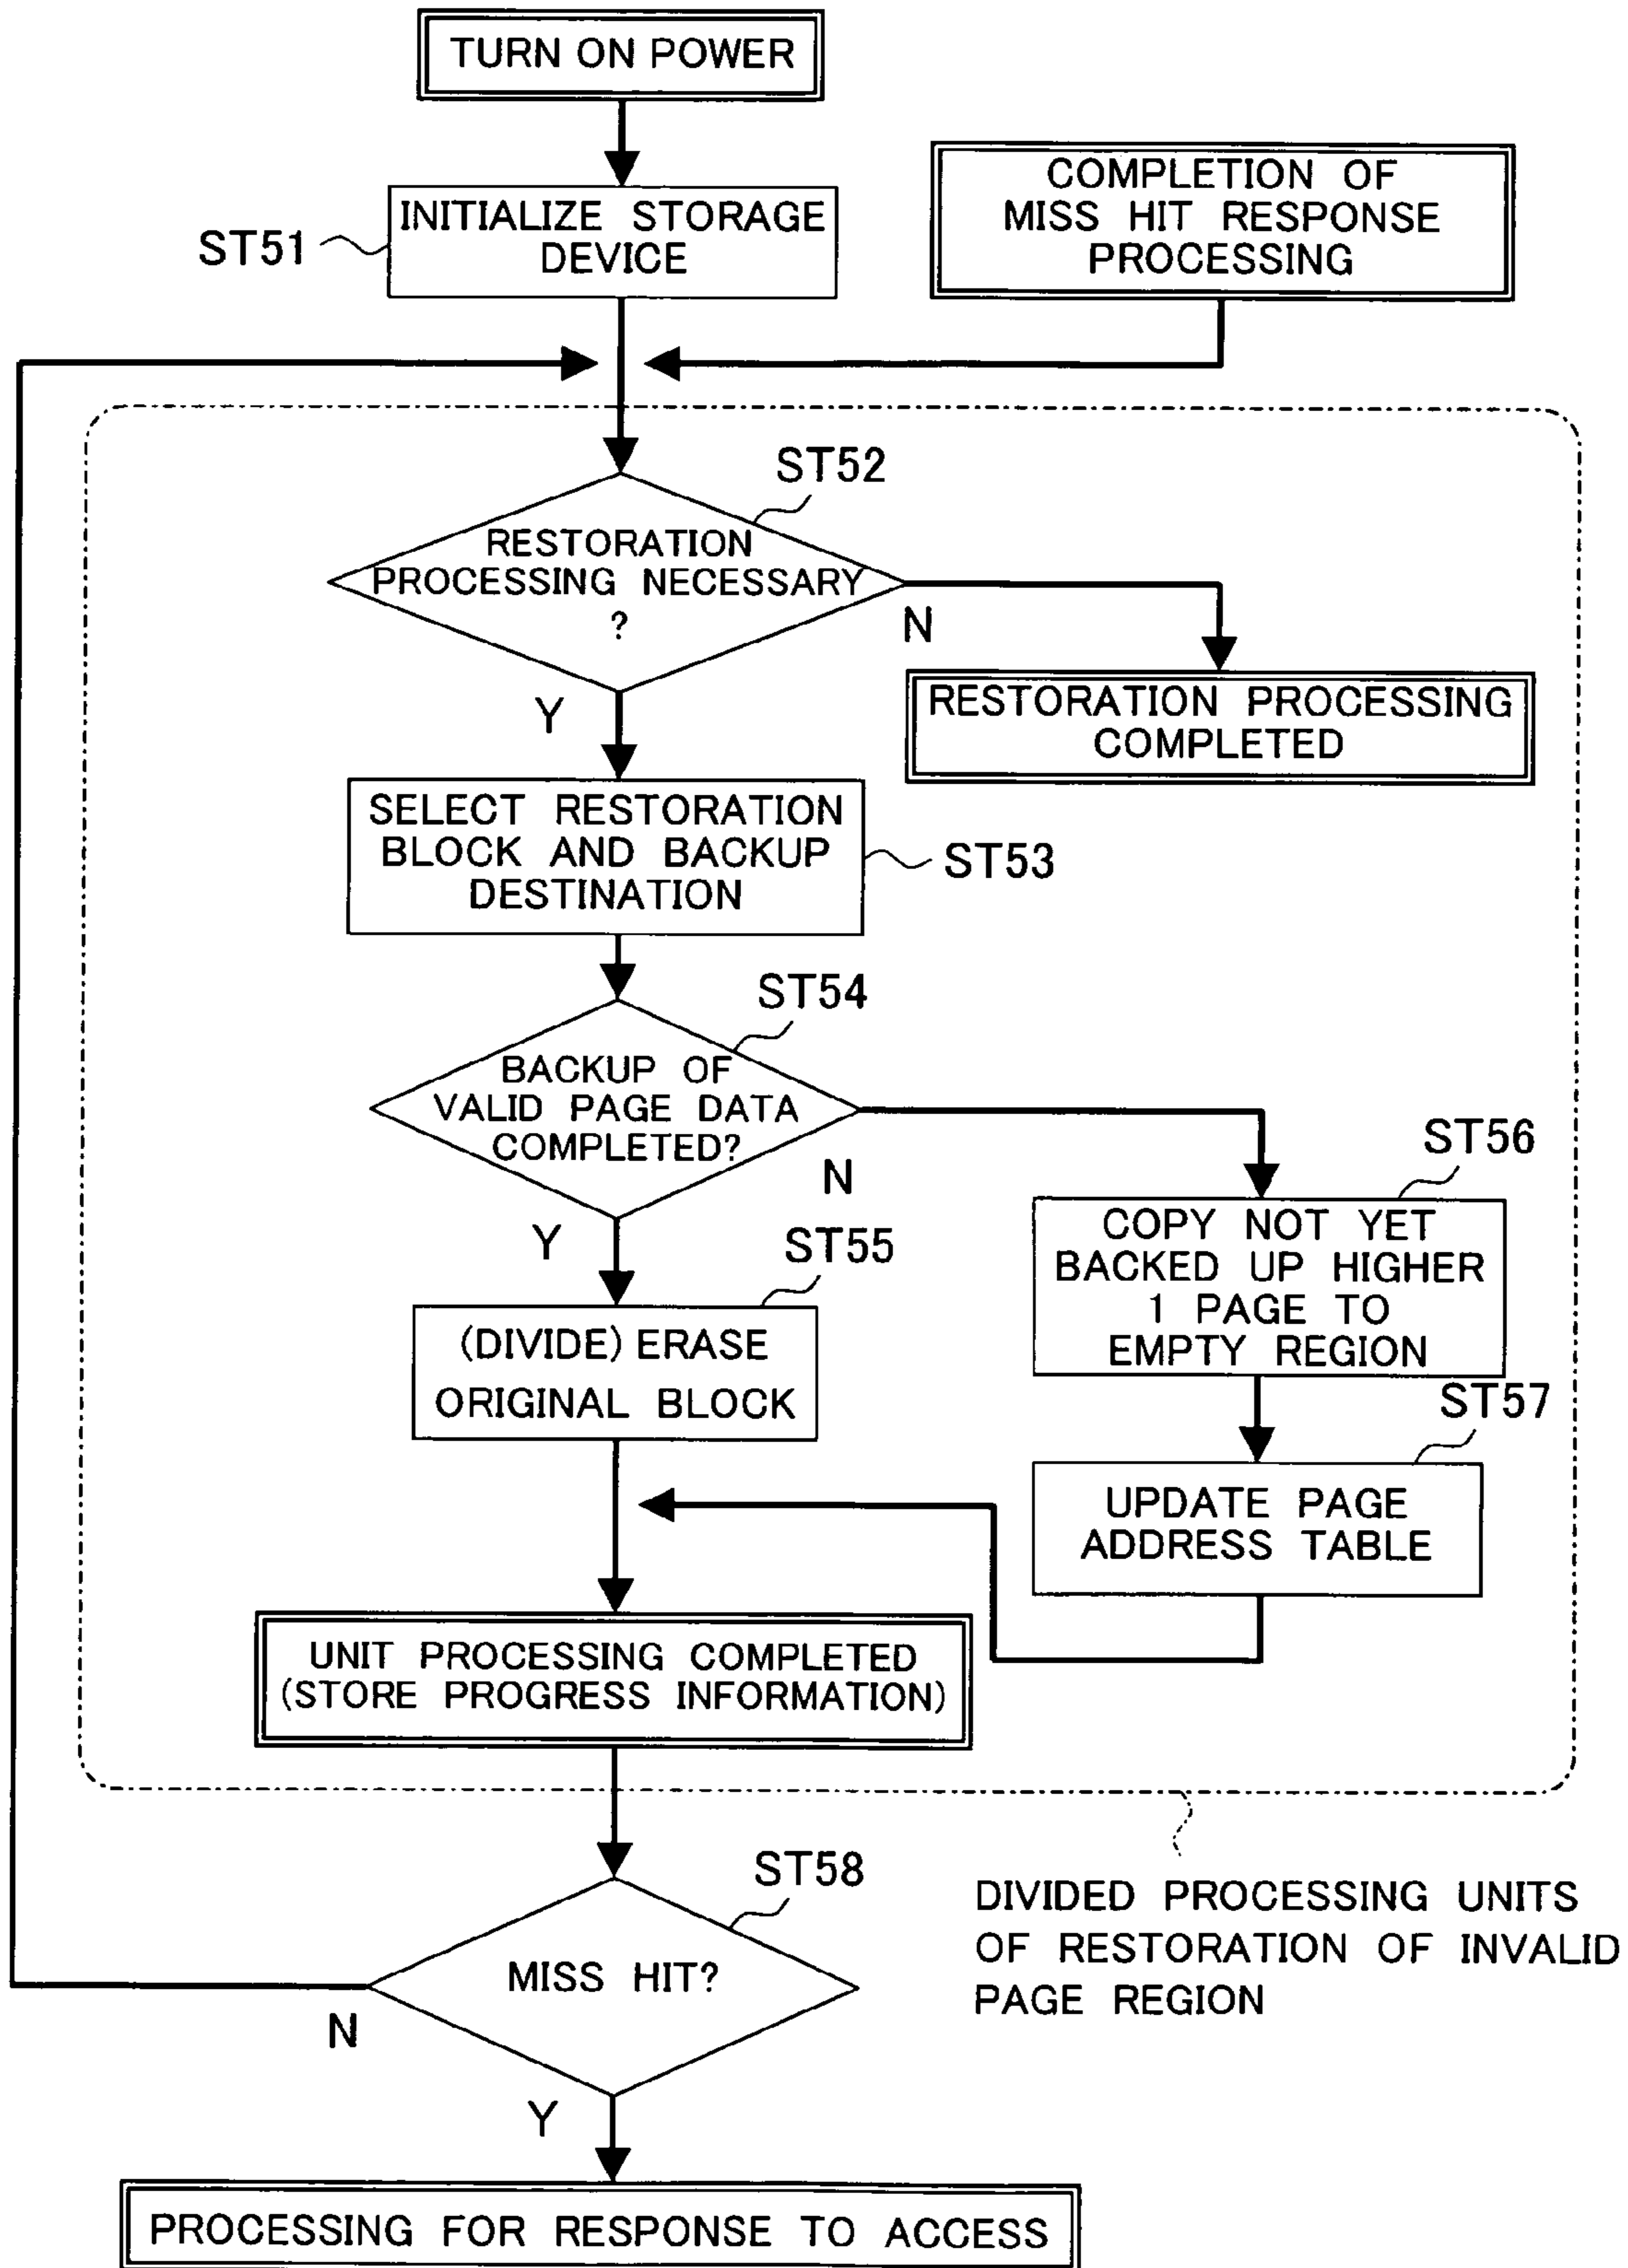 TURN ON POWER
COMPLETION OF
MISS HIT RESPONSE
PROCESSING
ST51
INITIALIZE STORAGE
DEVICE
ST52
RESTORATION
PROCESSING NECESSARY
?
N
Y
RESTORATION PROCESSING
COMPLETED
SELECT RESTORATION
BLOCK AND BACKUP
DESTINATION
ST53
ST54
BACKUP OF
VALID PAGE DATA
COMPLETED?
N
Y
ST56
COPY NOT YET
BACKED UP HIGHER
1 PAGE TO
EMPTY REGION
ST55
(DIVIDE) ERASE
ORIGINAL BLOCK
ST57
UPDATE PAGE
ADDRESS TABLE
UNIT PROCESSING COMPLETED
(STORE PROGRESS INFORMATION)
ST58
MISS HIT?
N
Y
DIVIDED PROCESSING UNITS
OF RESTORATION OF INVALID
PAGE REGION
PROCESSING FOR RESPONSE TO ACCESS